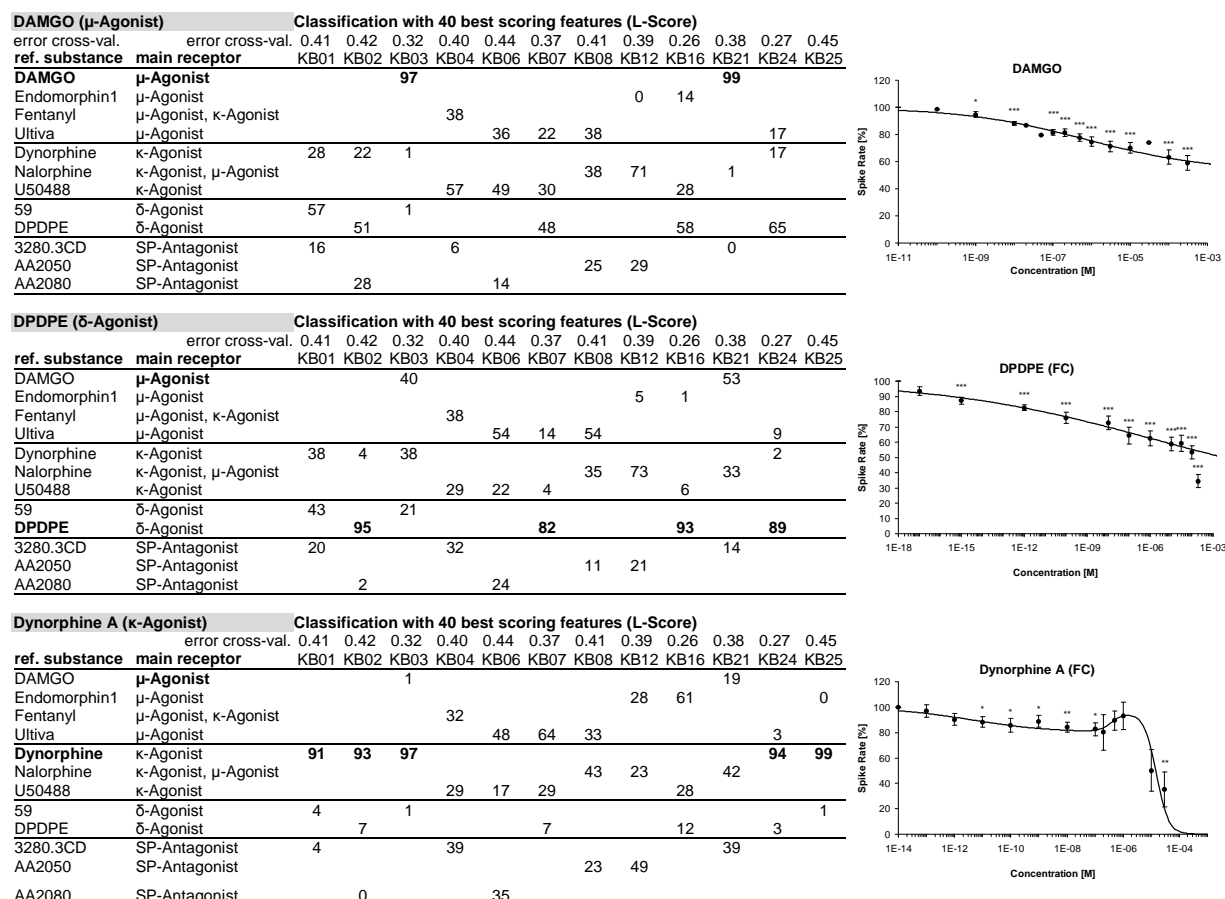 DAMGO (μ-Agonist) Classification with 40 best scoring features (L-Score)
error cross-val. error cross-val. 0.41 0.42 0.32 0.40 0.44 0.37 0.41 0.39 0.26 0.38 0.27 0.45
ref. substance main receptor KB01 KB02 KB03 KB04 KB06 KB07 KB08 KB12 KB16 KB21 KB24 KB25
DAMGO μ-Agonist 97 99
Endomorphin1 μ-Agonist 0 14
Fentanyl μ-Agonist, κ-Agonist 38
Ultiva μ-Agonist 36 22 38 17
Dynorphine κ-Agonist 28 22 1 17
Nalorphine κ-Agonist, μ-Agonist 38 71 1
U50488 κ-Agonist 57 49 30 28
59 δ-Agonist 57 1
DPDPE δ-Agonist 51 48 58 65
3280.3CD SP-Antagonist 16 6 0
AA2050 SP-Antagonist 25 29
AA2080 SP-Antagonist 28 14
DAMGO
120
100
80
60
40
20
0
Spike Rate [%]
* *** *** *** *** *** *** *** *** ***
1E-11 1E-09 1E-07 1E-05 1E-03
Concentration [M]
DPDPE (δ-Agonist) Classification with 40 best scoring features (L-Score)
error cross-val. 0.41 0.42 0.32 0.40 0.44 0.37 0.41 0.39 0.26 0.38 0.27 0.45
ref. substance main receptor KB01 KB02 KB03 KB04 KB06 KB07 KB08 KB12 KB16 KB21 KB24 KB25
DAMGO μ-Agonist 40 53
Endomorphin1 μ-Agonist 5 1
Fentanyl μ-Agonist, κ-Agonist 38
Ultiva μ-Agonist 54 14 54 9
Dynorphine κ-Agonist 38 4 38 2
Nalorphine κ-Agonist, μ-Agonist 35 73 33
U50488 κ-Agonist 29 22 4 6
59 δ-Agonist 43 21
DPDPE δ-Agonist 95 82 93 89
3280.3CD SP-Antagonist 20 32 14
AA2050 SP-Antagonist 11 21
AA2080 SP-Antagonist 2 24
DPDPE (FC)
100
90
80
70
60
50
40
30
20
10
0
Spike Rate [%]
*** *** *** *** *** *** *** *** *** ***
1E-18 1E-15 1E-12 1E-09 1E-06 1E-03
Concentration [M]
Dynorphine A (κ-Agonist) Classification with 40 best scoring features (L-Score)
error cross-val. 0.41 0.42 0.32 0.40 0.44 0.37 0.41 0.39 0.26 0.38 0.27 0.45
ref. substance main receptor KB01 KB02 KB03 KB04 KB06 KB07 KB08 KB12 KB16 KB21 KB24 KB25
DAMGO μ-Agonist 1 19
Endomorphin1 μ-Agonist 28 61 0
Fentanyl μ-Agonist, κ-Agonist 32
Ultiva μ-Agonist 48 64 33 3
Dynorphine κ-Agonist 91 93 97 94 99
Nalorphine κ-Agonist, μ-Agonist 43 23 42
U50488 κ-Agonist 29 17 29 28
59 δ-Agonist 4 1 1
DPDPE δ-Agonist 7 7 12 3
3280.3CD SP-Antagonist 4 39 39
AA2050 SP-Antagonist 23 49
AA2080 SP-Antagonist 0 35
Dynorphine A (FC)
120
100
80
60
40
20
0
Spike Rate [%]
* * * ** * **
1E-14 1E-12 1E-10 1E-08 1E-06 1E-04
Concentration [M]